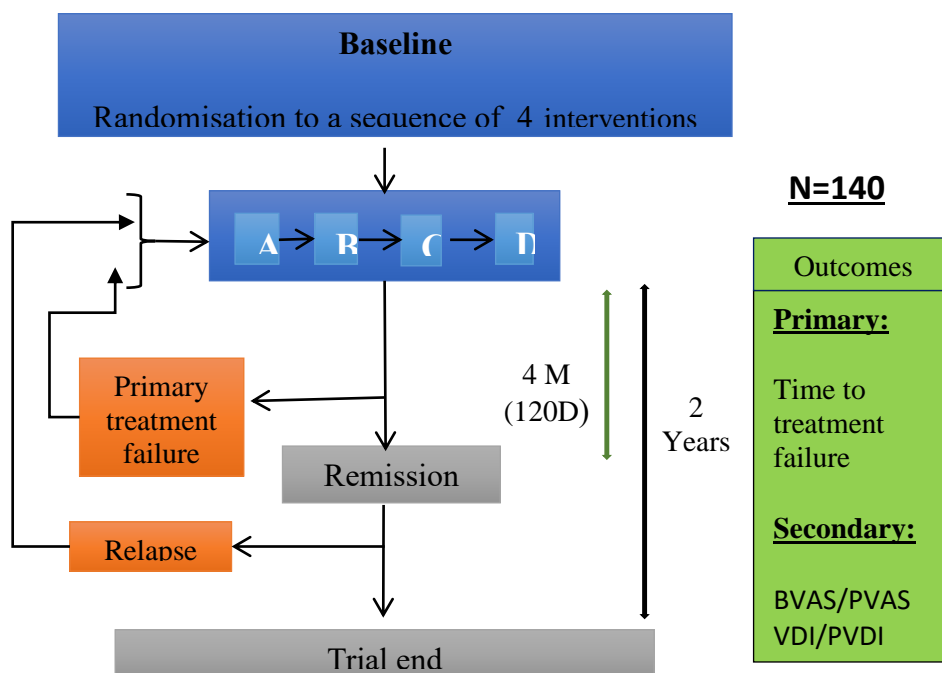 Baseline
Randomisation to a sequence of 4 interventions
N=140
A
B
C
D
Outcomes
Primary:
Time to
treatment
failure
Secondary:
BVAS/PVAS
VDI/PVDI
4 M
(120D)
2
Years
Primary
treatment
failure
Remission
Relapse
Trial end